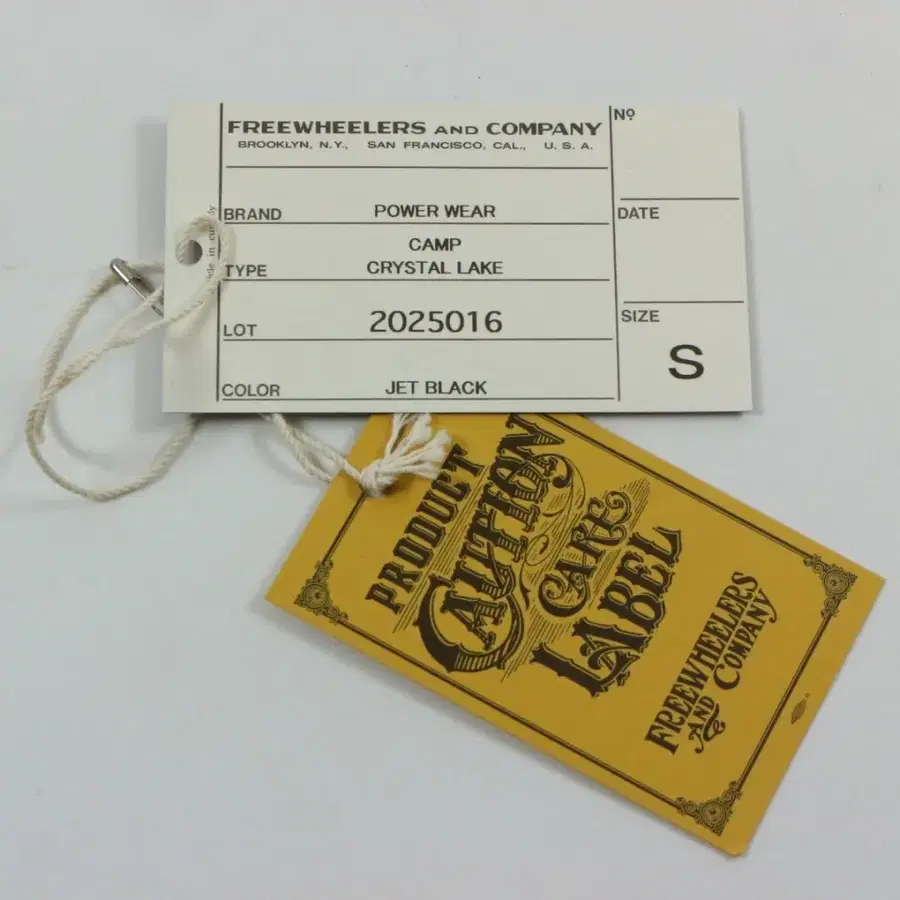 FREEWHEELERS AND COMPANY
BROOKLYN, N.Y., SAN FRANCISCO, CAL., U. S. A.
BRAND POWER WEAR
TYPE CAMP
CRYSTAL LAKE
LOT 2025016
COLOR JET BLACK
Nº
DATE
SIZE
S
PRODUCT
CAUTION
CARE
LABEL
FREEWHEELERS
AND COMPANY